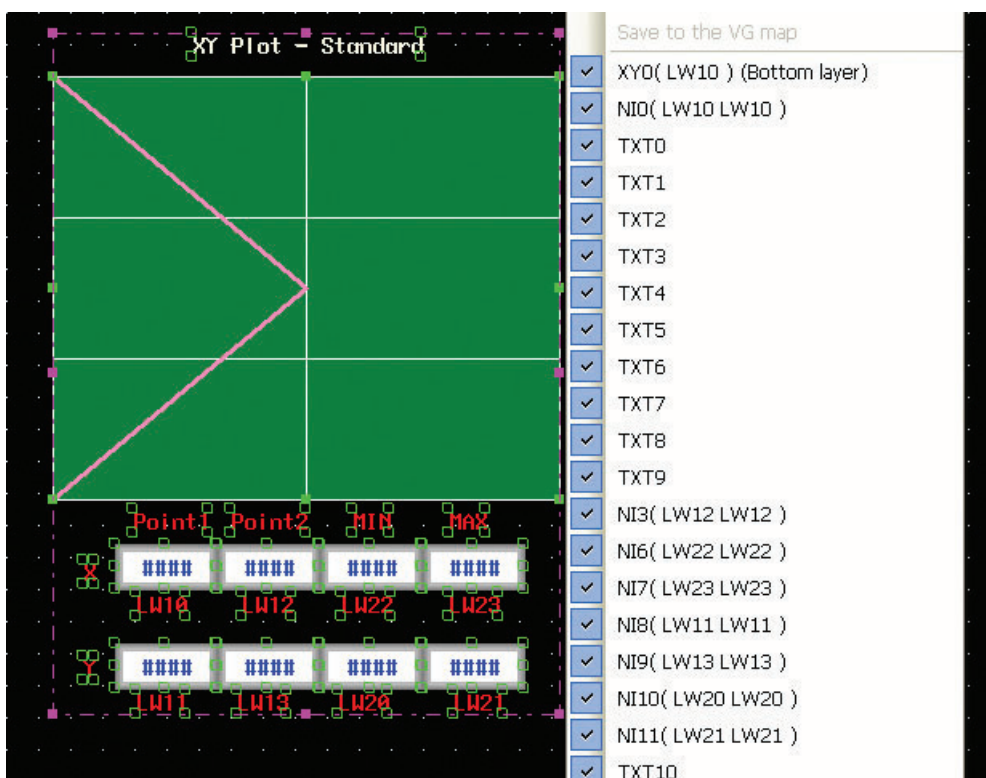 XY Plot - Standard
Point1 Point2 MIN MAX
X #### #### #### ####
LW10 LW12 LW22 LW23
Y #### #### #### ####
LW11 LW13 LW20 LW21
Save to the VG map
XY0( LW10 ) (Bottom layer)
NI0( LW10 LW10 )
TXT0
TXT1
TXT2
TXT3
TXT4
TXT5
TXT6
TXT7
TXT8
TXT9
NI3( LW12 LW12 )
NI6( LW22 LW22 )
NI7( LW23 LW23 )
NI8( LW11 LW11 )
NI9( LW13 LW13 )
NI10( LW20 LW20 )
NI11( LW21 LW21 )
TXT10